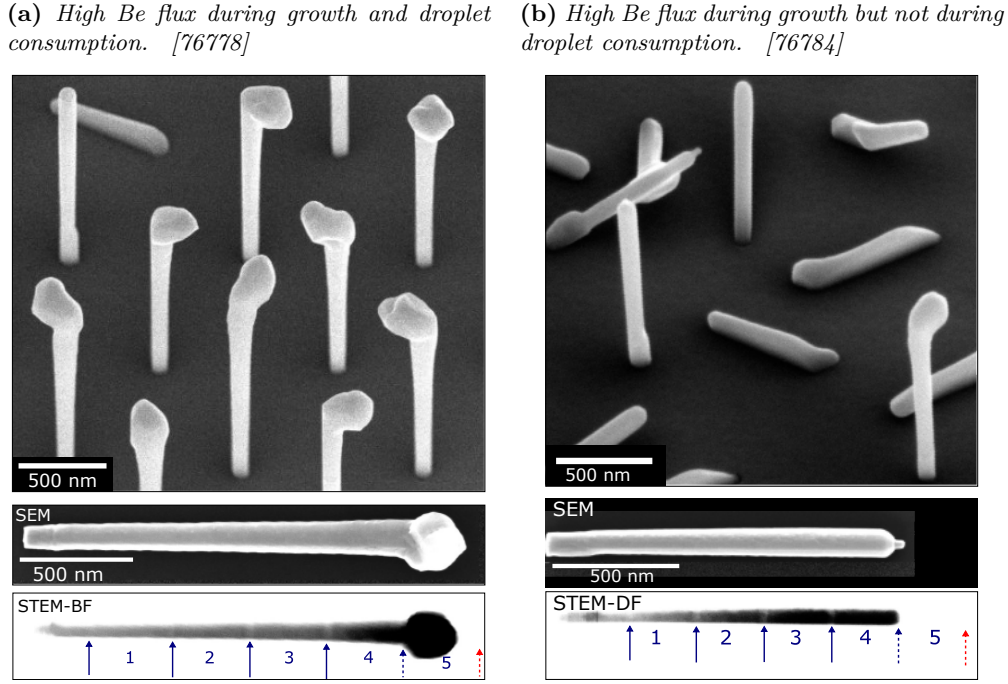 (a) High Be flux during growth and droplet
consumption. [76778]
(b) High Be flux during growth but not during
droplet consumption. [76784]
500 nm
500 nm
SEM
500 nm
SEM
500 nm
STEM-BF
1 2 3 4 5
STEM-DF
1 2 3 4 5